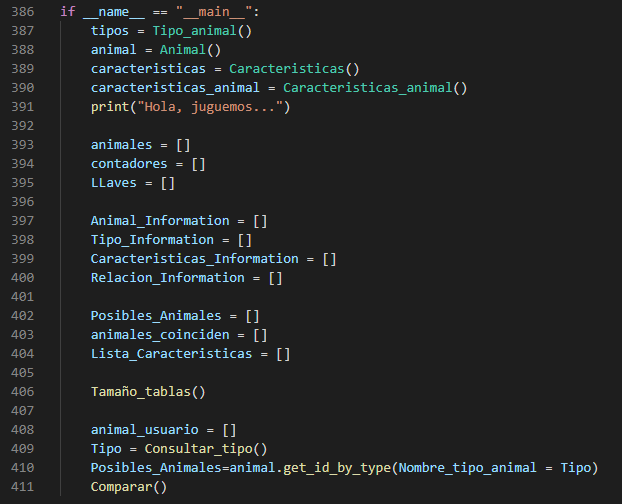 386 if __name__ == "__main__":
387     tipos = Tipo_animal()
388     animal = Animal()
389     caracteristicas = Caracteristicas()
390     caracteristicas_animal = Caracteristicas_animal()
391     print("Hola, juguemos...")
392
393     animales = []
394     contadores = []
395     LLaves = []
396
397     Animal_Information = []
398     Tipo_Information = []
399     Caracteristicas_Information = []
400     Relacion_Information = []
401
402     Posibles_Animales = []
403     animales_coinciden = []
404     Lista_Caracteristicas = []
405
406     Tamaño_tablas()
407
408     animal_usuario = []
409     Tipo = Consultar_tipo()
410     Posibles_Animales=animal.get_id_by_type(Nombre_tipo_animal = Tipo)
411     Comparar()